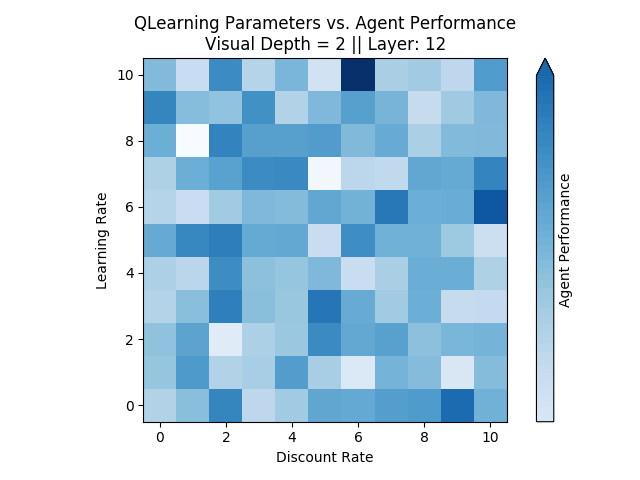 QLearning Parameters vs. Agent Performance
Visual Depth = 2 || Layer: 12
10
8
6
4
2
0
Learning Rate
0 2 4 6 8 10
Discount Rate
Agent Performance